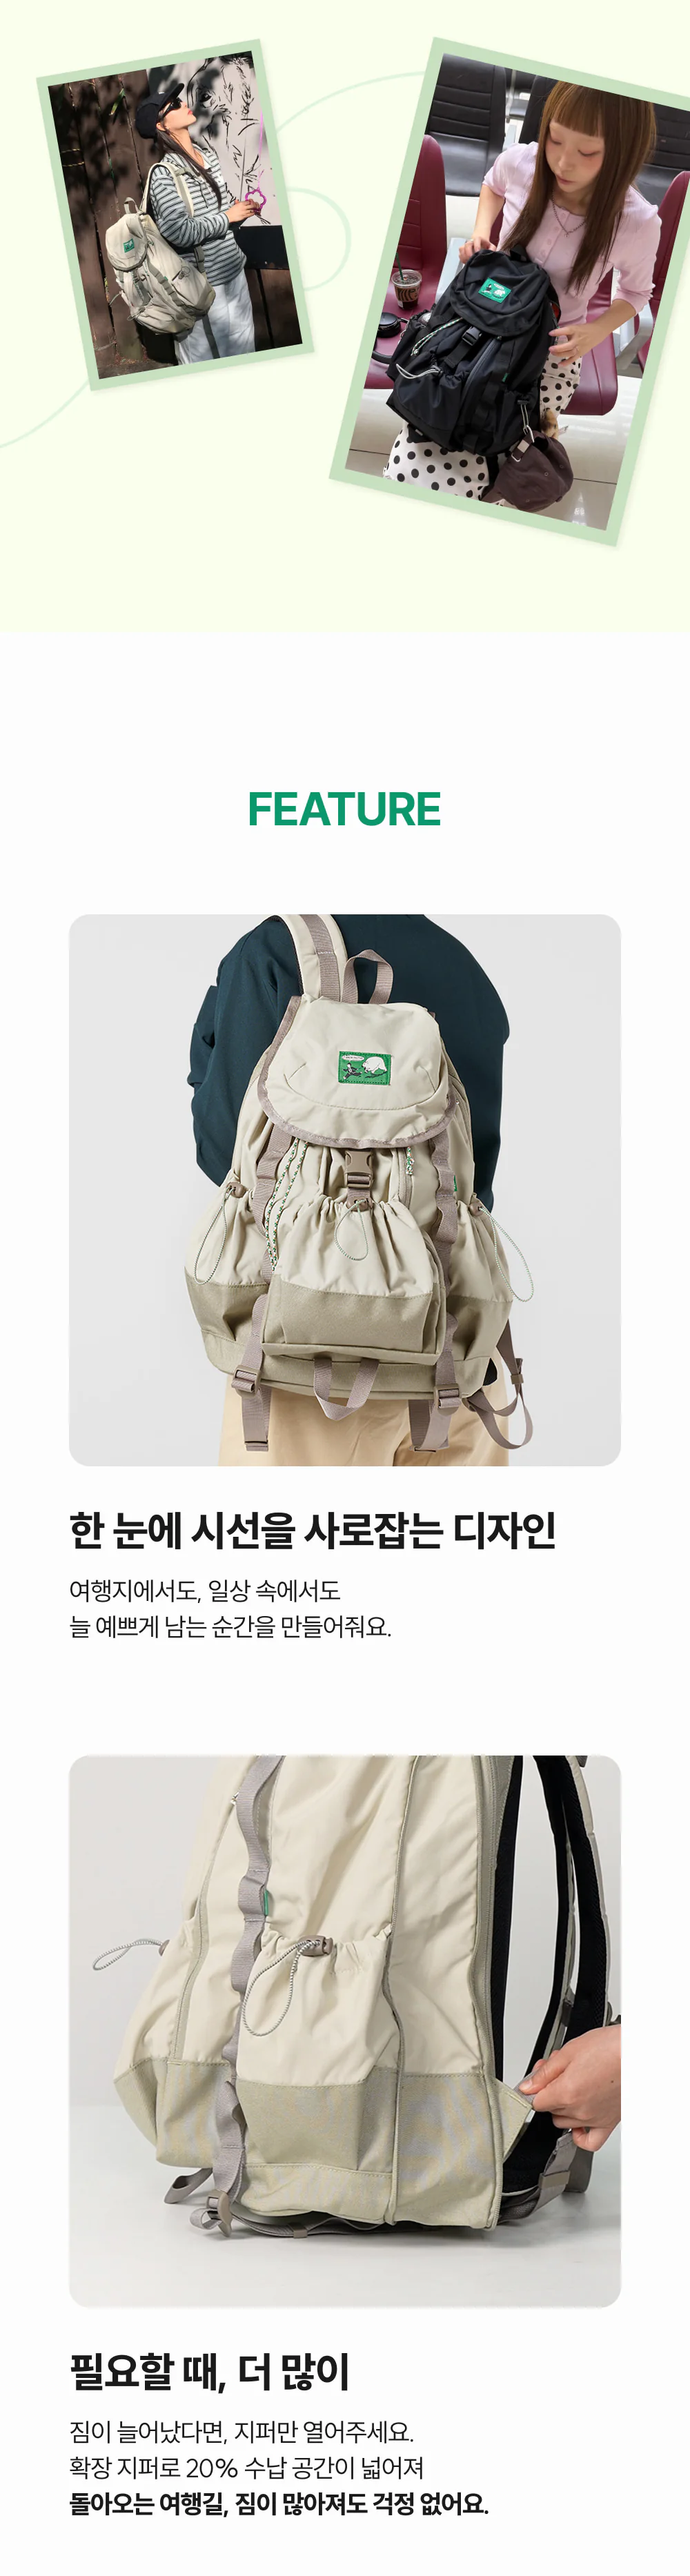 FEATURE
한 눈에 시선을 사로잡는 디자인
여행지에서도, 일상 속에서도
늘 예쁘게 남는 순간을 만들어줘요.
필요할 때, 더 많이
짐이 늘어났다면, 지퍼만 열어주세요.
확장 지퍼로 20% 수납 공간이 넓어져
돌아오는 여행길, 짐이 많아져도 걱정 없어요.